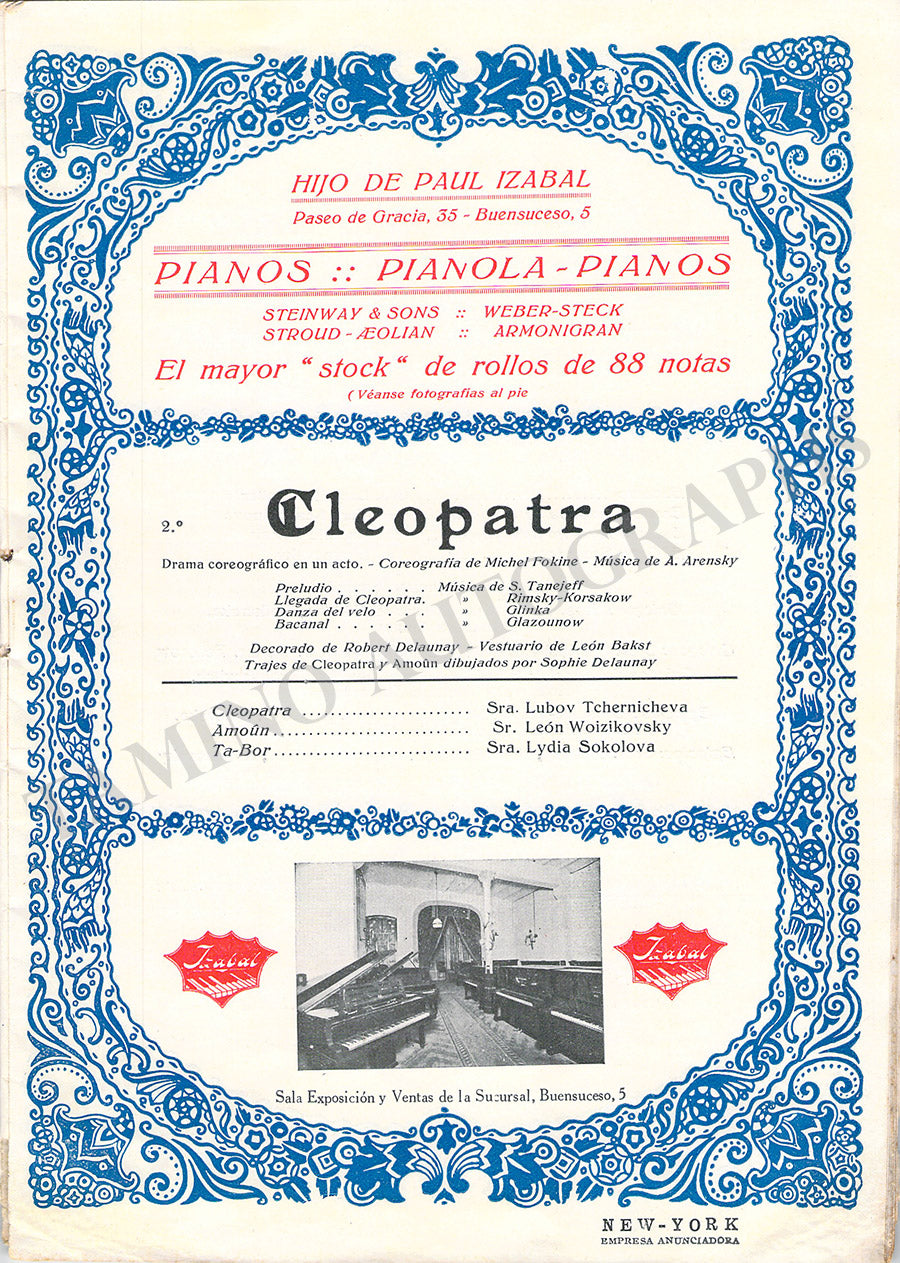 HIJO DE PAUL IZABAL
Paseo de Gracia, 35 - Buensuceso, 5
PIANOS :: PIANOLA-PIANOS
STEINWAY & SONS :: WEBER-STECK
STROUD-ÆOLIAN :: ARMONIGRAN
El mayor "stock" de rollos de 88 notas
(Véanse fotografías al pie
2.º Cleopatra
Drama coreográfico en un acto. - Coreografía de Michel Fokine - Música de A. Arensky
Preludio . . . . . . Música de S. Tanejeff
Llegada de Cleopatra. » Rimsky-Korsakow
Danza del velo . . . . » Glinka
Bacanal . . . . . . » Glazounow
Decorado de Robert Delaunay - Vestuario de León Bakst
Trajes de Cleopatra y Amoûn dibujados por Sophie Delaunay
Cleopatra ......................... Sra. Lubov Tchernicheva
Amoûn ............................ Sr. León Woizikovsky
Ta-Bor ............................ Sra. Lydia Sokolova
TAMINO AUTOGRAPHS
Izabal
Izabal
Sala Exposición y Ventas de la Sucursal, Buensuceso, 5
NEW-YORK
EMPRESA ANUNCIADORA